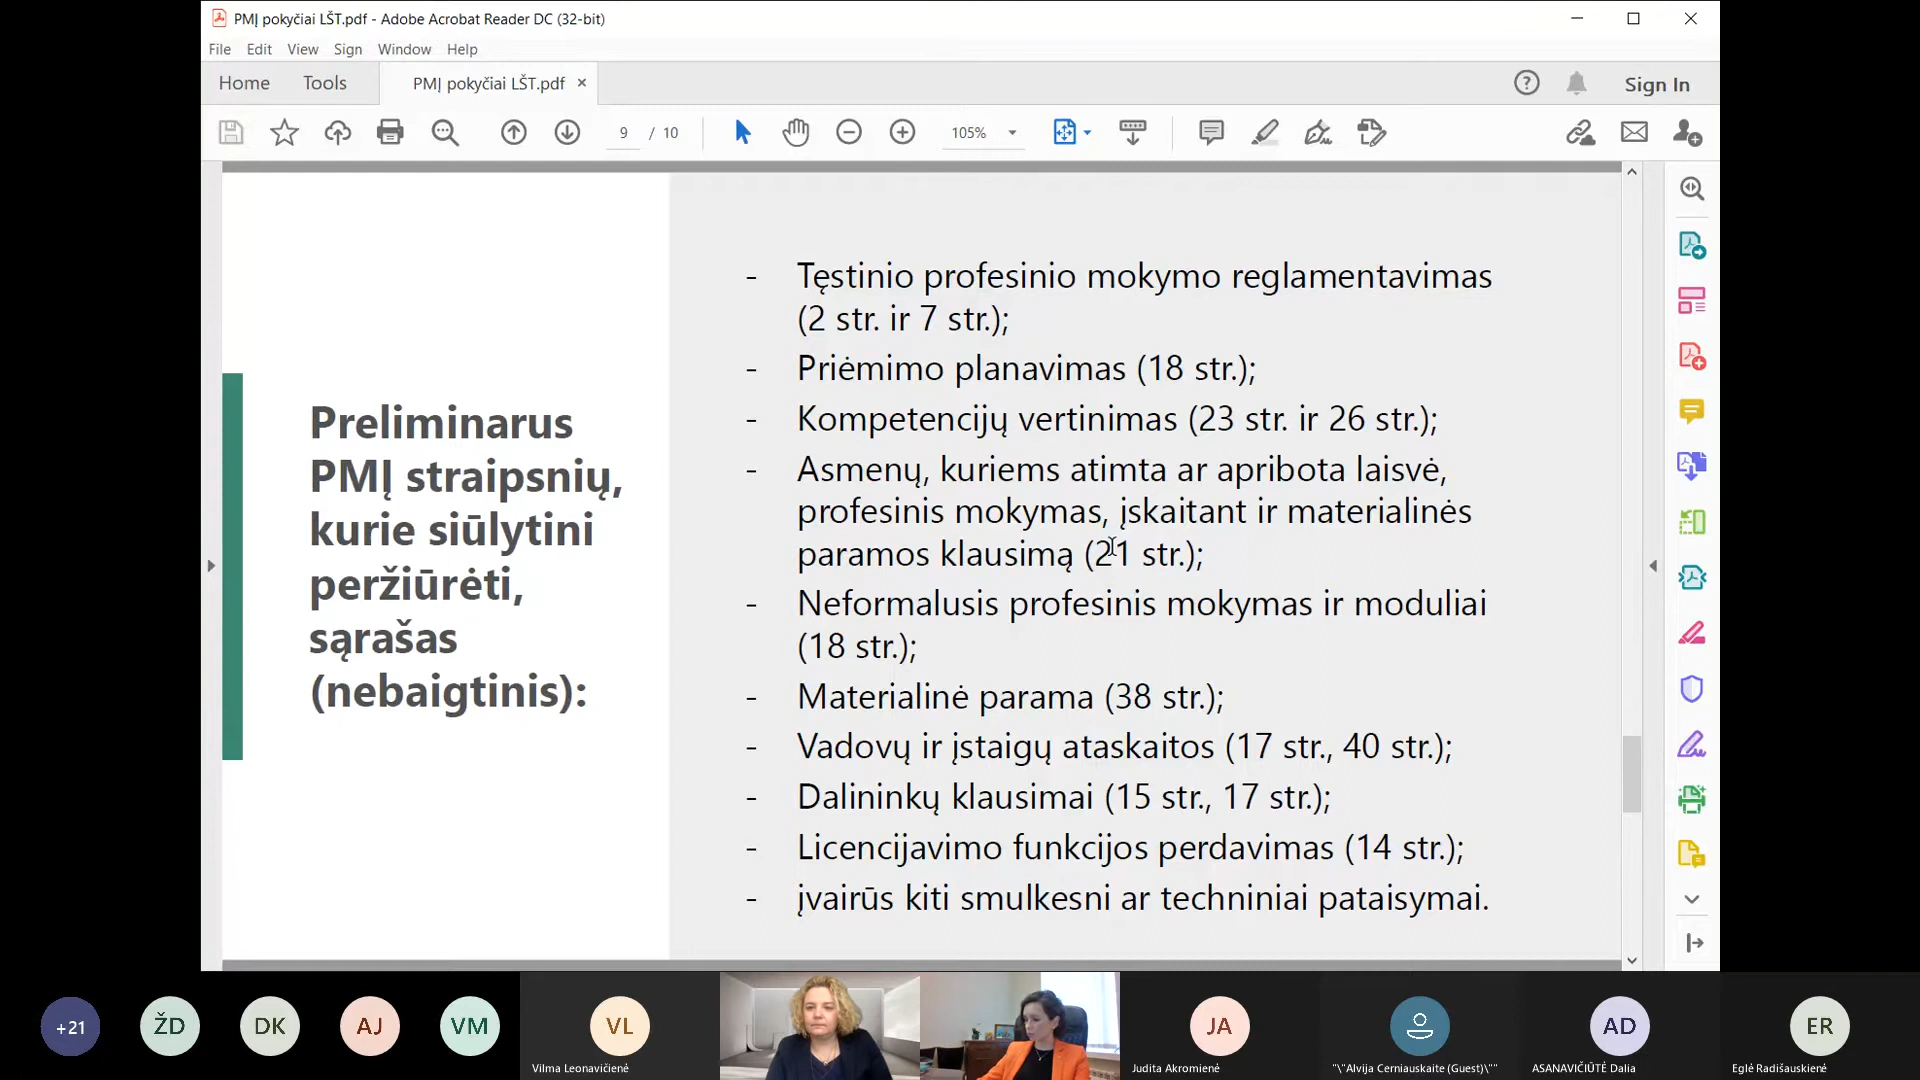 PMĮ pokyčiai LŠT.pdf - Adobe Acrobat Reader DC (32-bit)
File Edit View Sign Window Help
Home Tools PMĮ pokyčiai LŠT.pdf × Sign In
9 / 10 105%
Preliminarus
PMĮ straipsnių,
kurie siūlytini
peržiūrėti,
sąrašas
(nebaigtinis):
- Tęstinio profesinio mokymo reglamentavimas
(2 str. ir 7 str.);
- Priėmimo planavimas (18 str.);
- Kompetencijų vertinimas (23 str. ir 26 str.);
- Asmenų, kuriems atimta ar apribota laisvė,
profesinis mokymas, įskaitant ir materialinės
paramos klausimą (21 str.);
- Neformalusis profesinis mokymas ir moduliai
(18 str.);
- Materialinė parama (38 str.);
- Vadovų ir įstaigų ataskaitos (17 str., 40 str.);
- Dalininkų klausimai (15 str., 17 str.);
- Licencijavimo funkcijos perdavimas (14 str.);
- įvairūs kiti smulkesni ar techniniai pataisymai.
+21 ŽD DK AJ VM VL JA AD ER
Vilma Leonavičienė Judita Akromienė "\"Alvija Cerniauskaite (Guest)\"" ASANAVIČIŪTĖ Dalia Eglė Radišauskienė